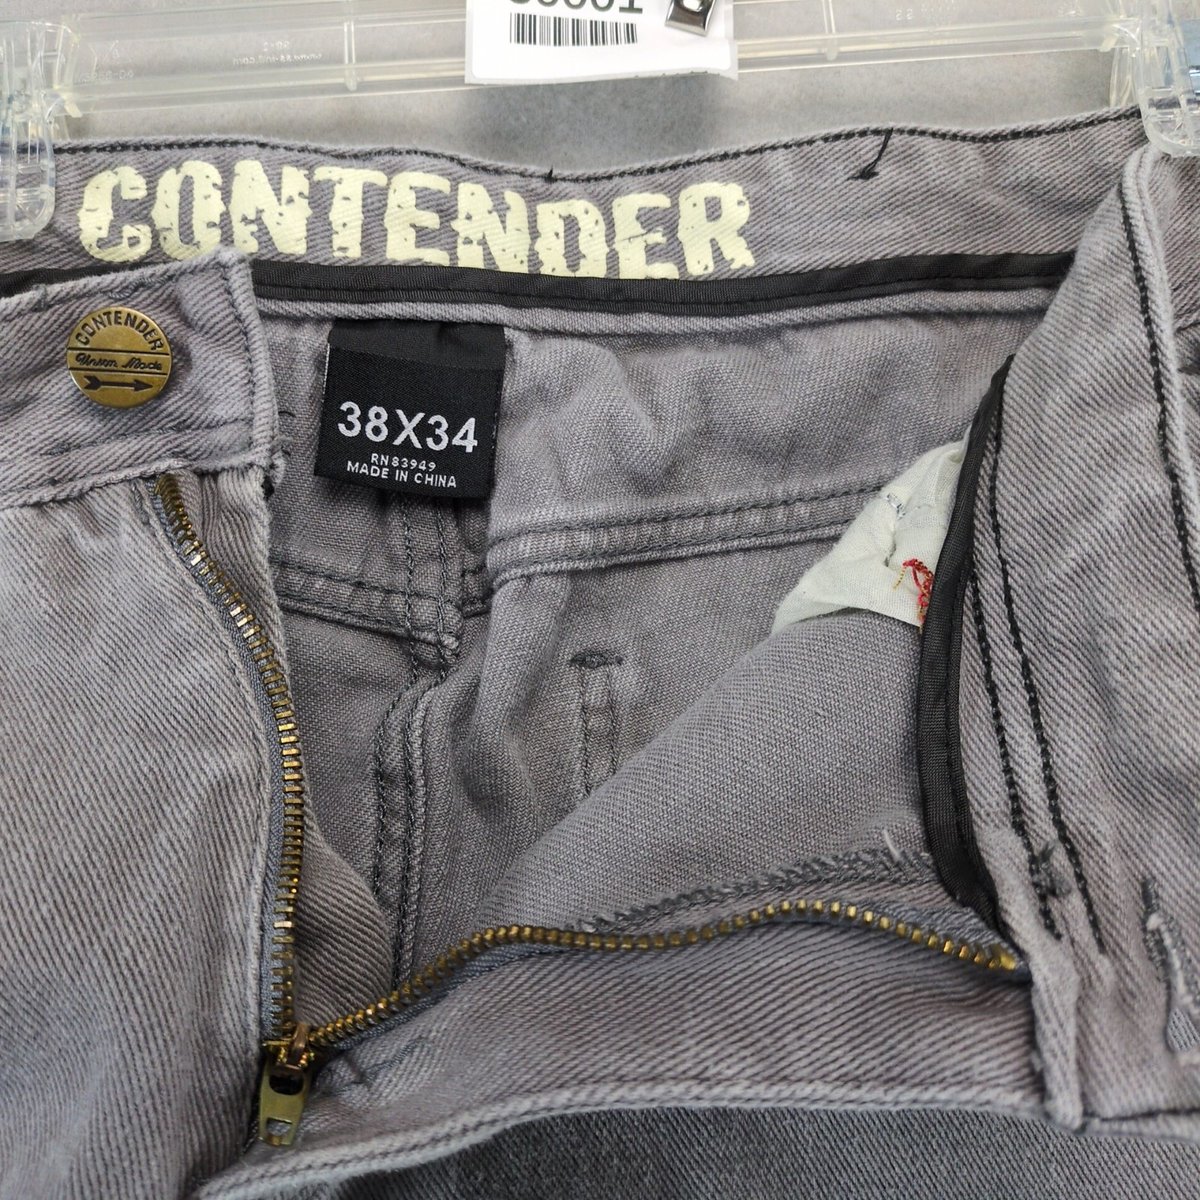 CONTENDER
CONTENDER
38X34
RN83949
MADE IN CHINA